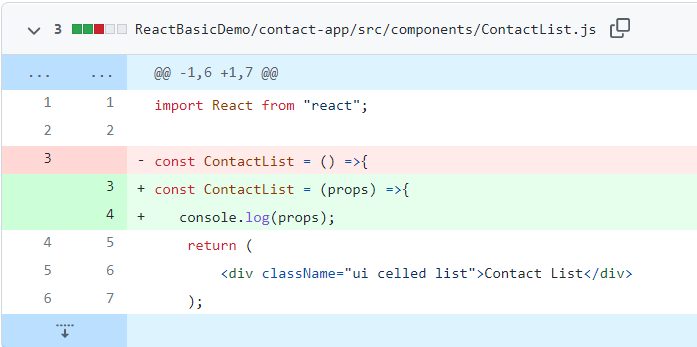 3 ReactBasicDemo/contact-app/src/components/ContactList.js
... ... @@ -1,6 +1,7 @@
1 1 import React from "react";
2 2
3 - const ContactList = () =>{
3 + const ContactList = (props) =>{
4 + console.log(props);
4 5 return (
5 6 <div className="ui celled list">Contact List</div>
6 7 );